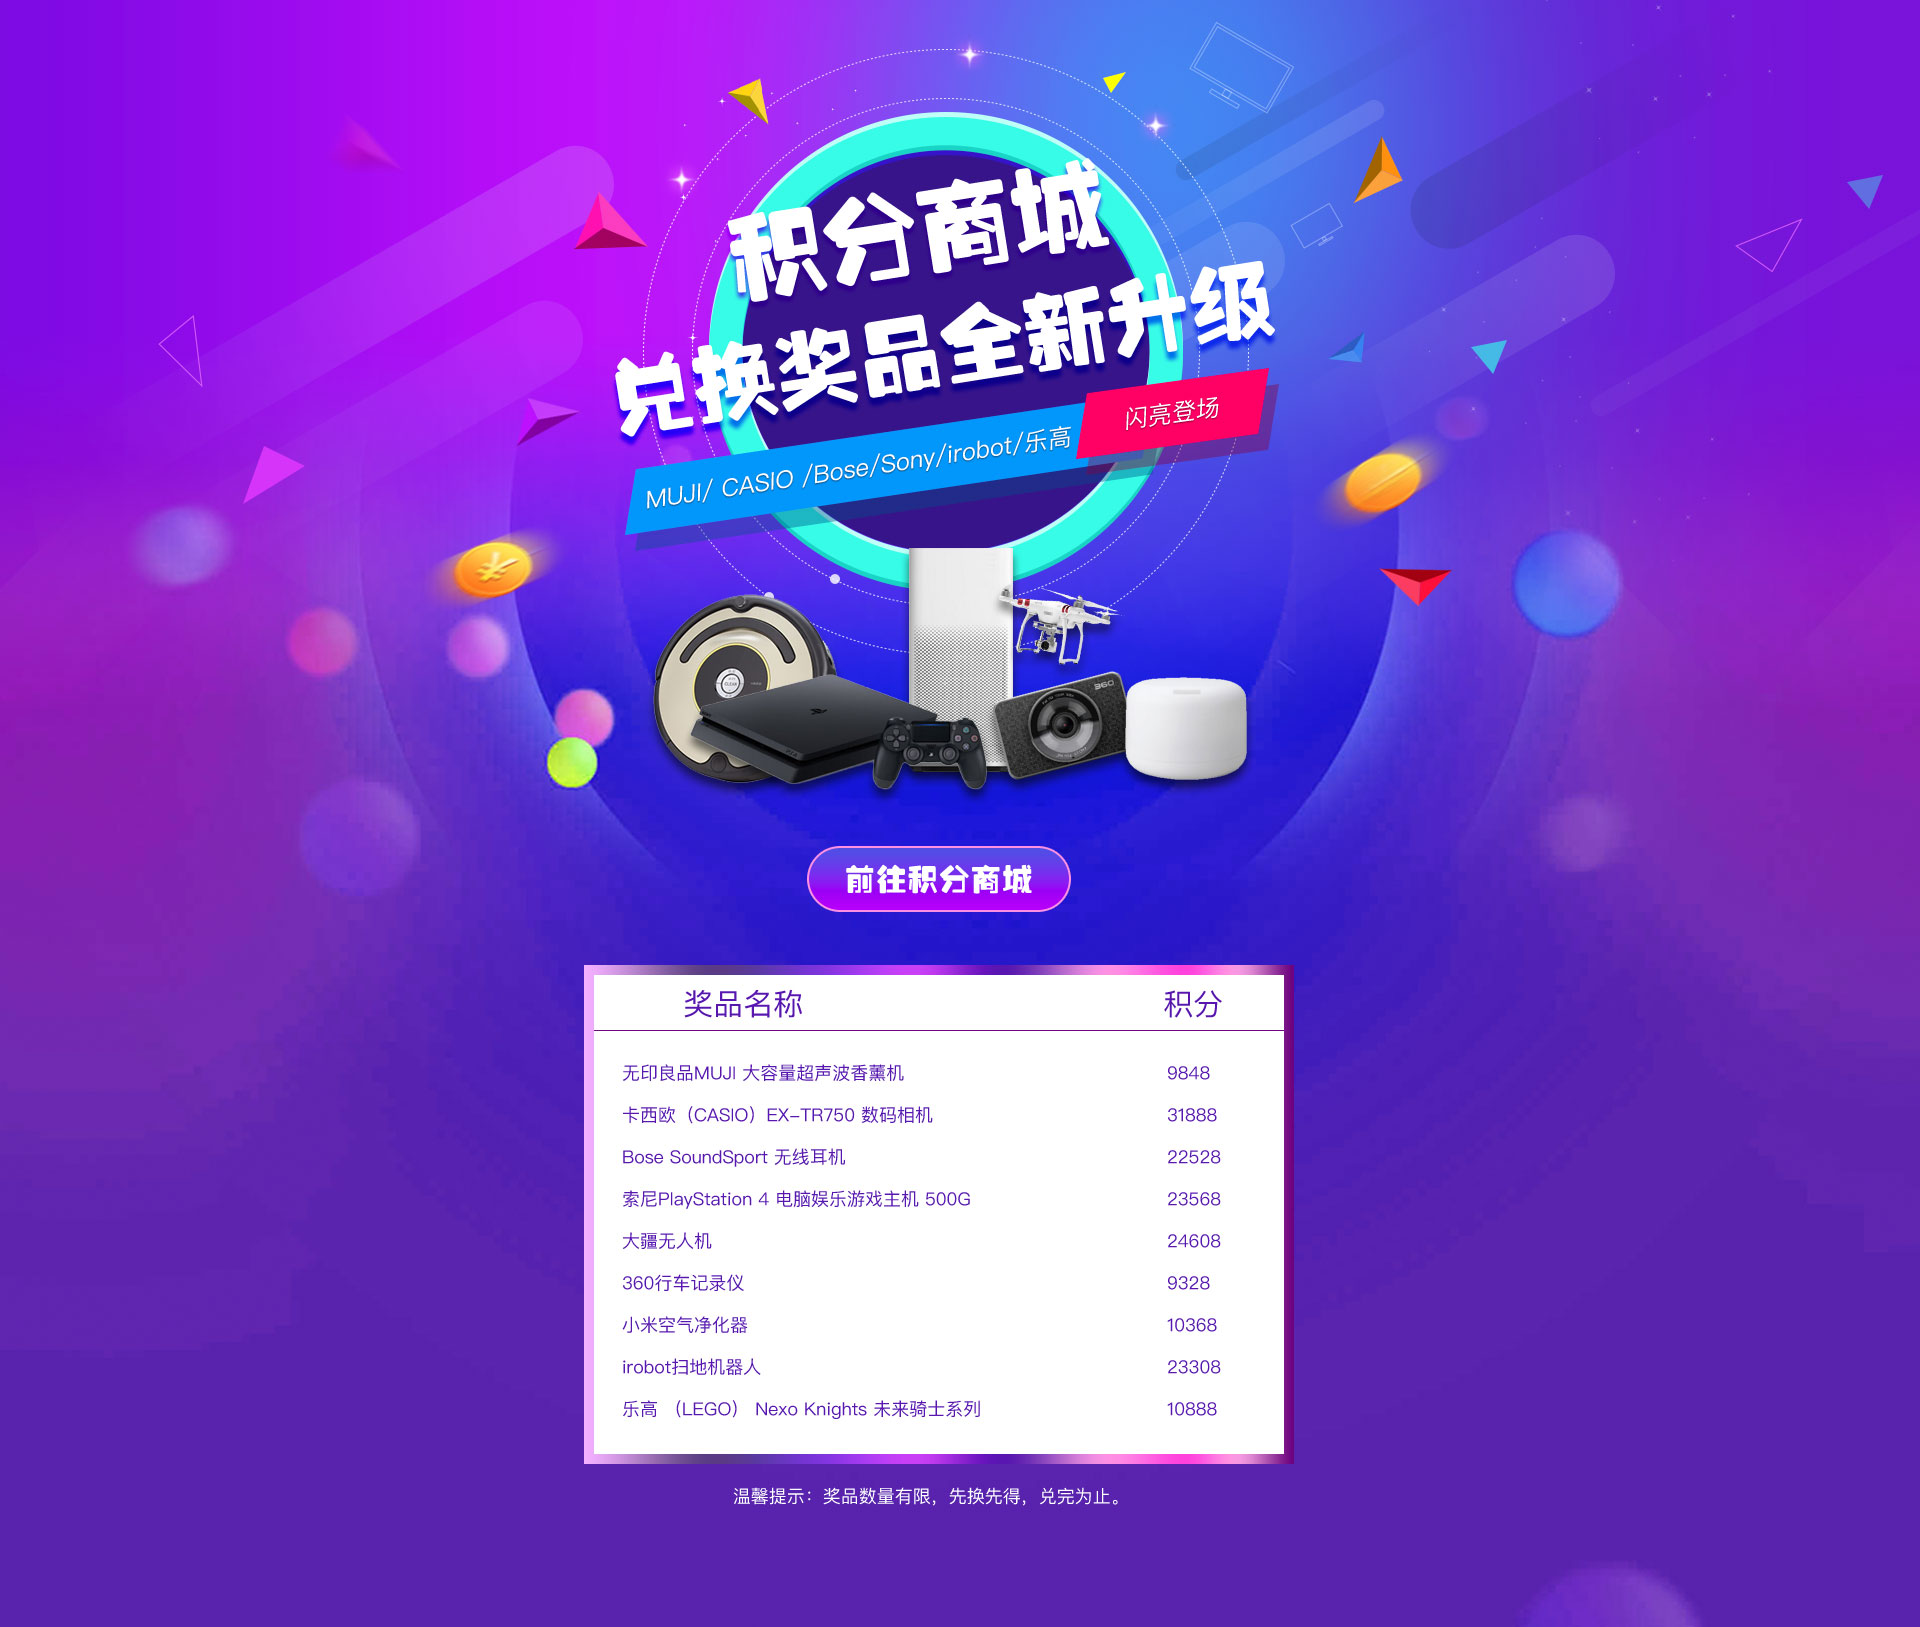 积分商城
兑换奖品全新升级
MUJI/ CASIO /Bose/Sony/irobot/乐高
闪亮登场
360
CLEAN
前往积分商城
奖品名称 积分
无印良品MUJI 大容量超声波香薰机 9848
卡西欧（CASIO）EX-TR750 数码相机 31888
Bose SoundSport 无线耳机 22528
索尼PlayStation 4 电脑娱乐游戏主机 500G 23568
大疆无人机 24608
360行车记录仪 9328
小米空气净化器 10368
irobot扫地机器人 23308
乐高 （LEGO） Nexo Knights 未来骑士系列 10888
温馨提示：奖品数量有限，先换先得，兑完为止。